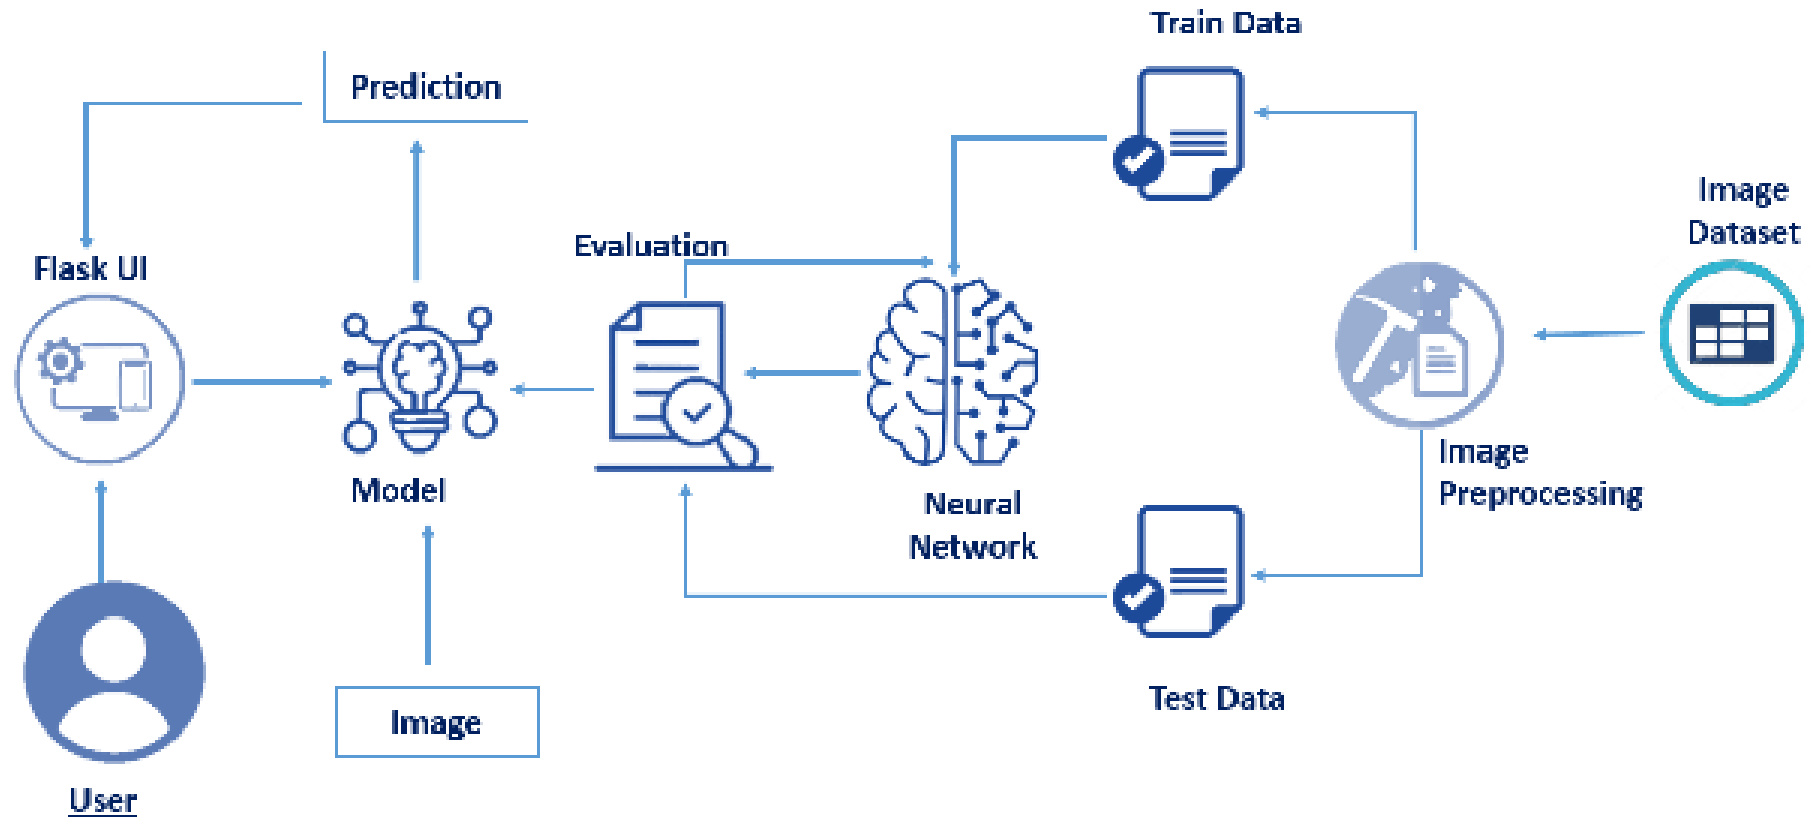 Train Data
Prediction
Image
Dataset
Evaluation
Flask UI
Image
Preprocessing
Model
Neural
Network
Test Data
Image
User